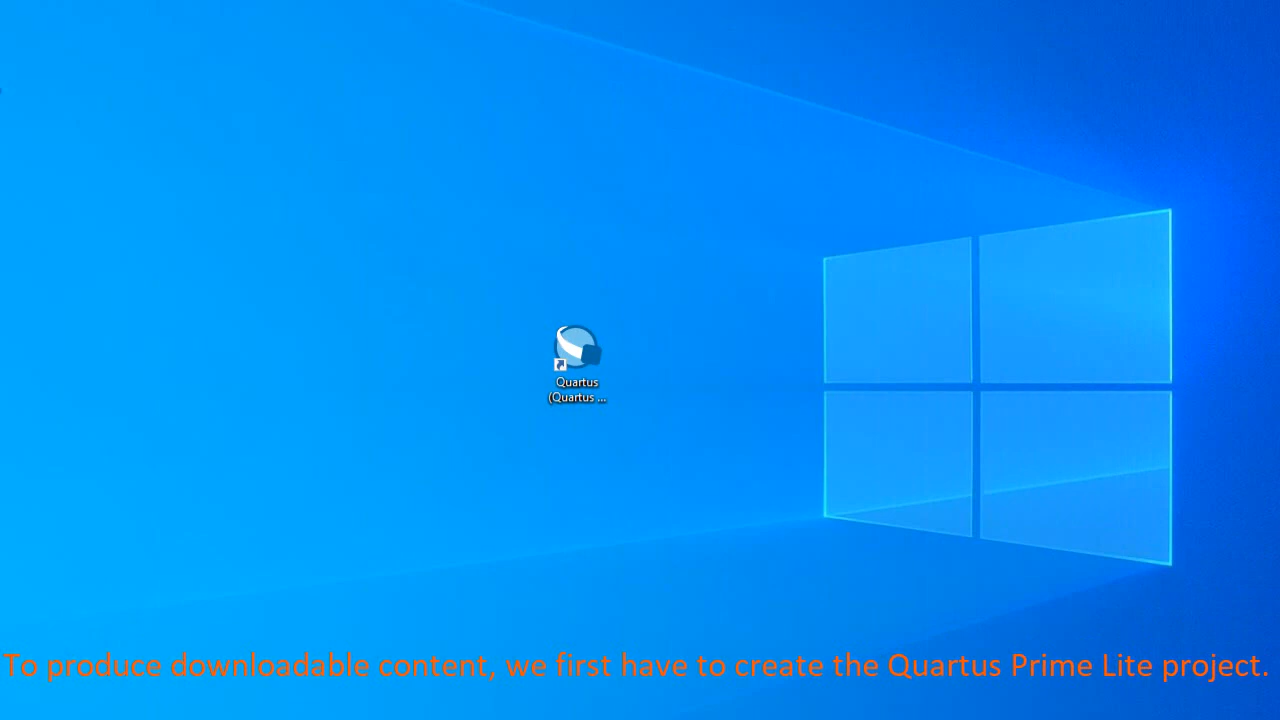 Quartus
(Quartus ...
To produce downloadable content, we first have to create the Quartus Prime Lite project.